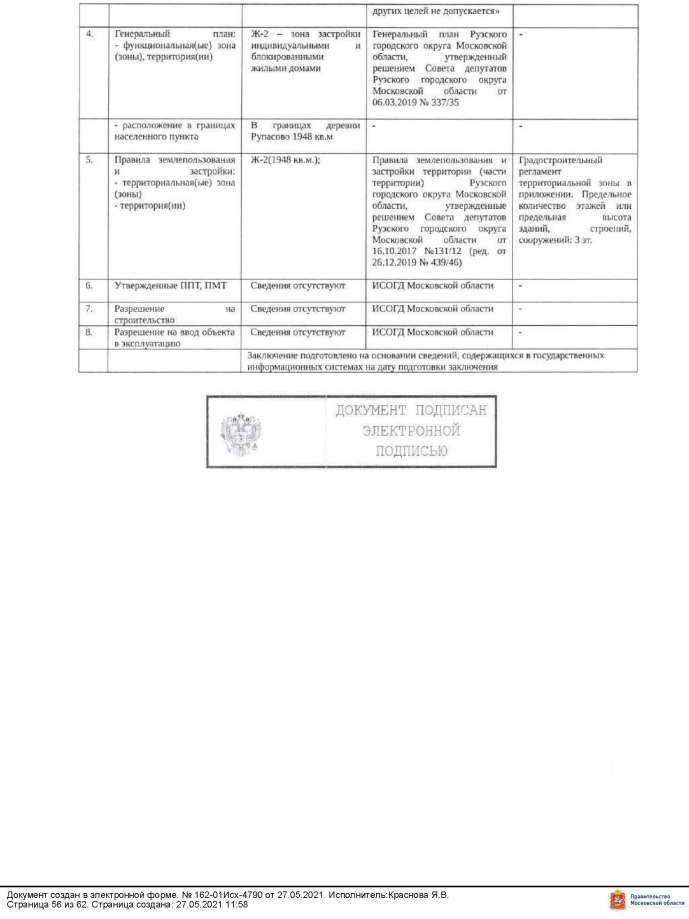 других целей не допускается»
4.
Генеральный план:
- функциональная(ые) зона
(зоны), территория(ии)
Ж-2 – зона застройки
индивидуальными и
блокированными
жилыми домами
Генеральный план Рузского
городского округа Московской
области, утвержденный
решением Совета депутатов
Рузского городского округа
Московской области от
06.03.2019 № 337/35
-
- расположение в границах
населенного пункта
В границах деревни
Рупасово 1948 кв.м
-
-
5.
Правила землепользования
и застройки:
- территориальная(ые) зона
(зоны)
- территория(ии)
Ж-2(1948 кв.м.);
Правила землепользования и
застройки территории (части
территории) Рузского
городского округа Московской
области, утвержденные
решением Совета депутатов
Рузского городского округа
Московской области от
16.10.2017 №131/12 (ред. от
26.12.2019 № 439/46)
Градостроительный
регламент
территориальной зоны в
приложении. Предельное
количество этажей или
предельная высота
зданий, строений,
сооружений: 3 эт.
6.
Утвержденные ППТ, ПМТ
Сведения отсутствуют
ИСОГД Московской области
-
7.
Разрешение на
строительство
Сведения отсутствуют
ИСОГД Московской области
-
8.
Разрешение на ввод объекта
в эксплуатацию
Сведения отсутствуют
ИСОГД Московской области
-
Заключение подготовлено на основании сведений, содержащихся в государственных
информационных системах на дату подготовки заключения
ДОКУМЕНТ ПОДПИСАН
ЭЛЕКТРОННОЙ
ПОДПИСЬЮ
Документ создан в электронной форме. № 162-01Исх-4790 от 27.05.2021. Исполнитель:Краснова Я.В.
Страница 56 из 62. Страница создана: 27.05.2021 11:58
Правительство
Московской области